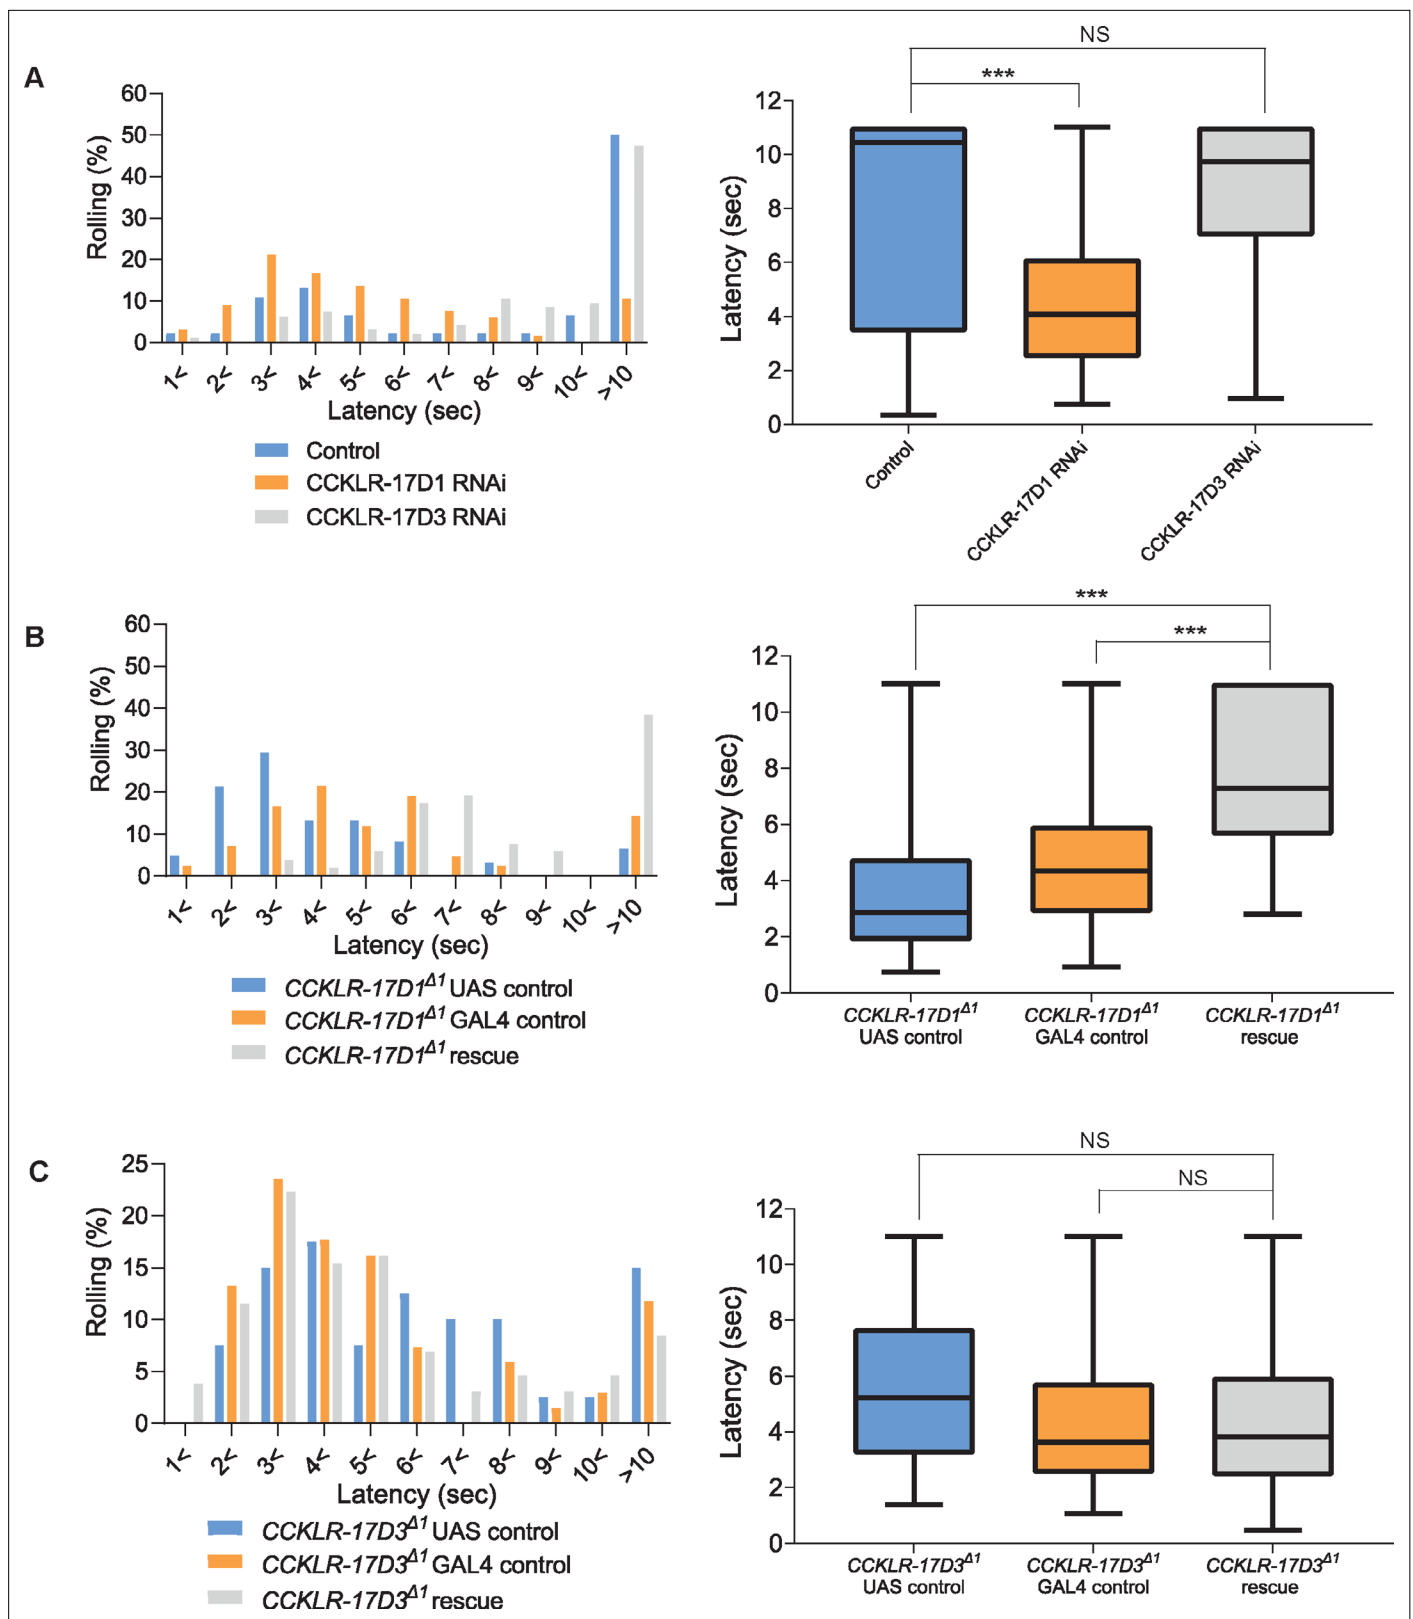 A
NS
***
60
50
40
30
20
10
0
Rolling (%)
1<
2<
3<
4<
5<
6<
7<
8<
9<
10<
>10
Latency (sec)
Control
CCKLR-17D1 RNAi
CCKLR-17D3 RNAi
12
10
8
6
4
2
0
Latency (sec)
Control
CCKLR-17D1 RNAi
CCKLR-17D3 RNAi
B
***
***
60
50
40
30
20
10
0
Rolling (%)
1<
2<
3<
4<
5<
6<
7<
8<
9<
10<
>10
Latency (sec)
CCKLR-17D1Δ1 UAS control
CCKLR-17D1Δ1 GAL4 control
CCKLR-17D1Δ1 rescue
12
10
8
6
4
2
0
Latency (sec)
CCKLR-17D1Δ1
UAS control
CCKLR-17D1Δ1
GAL4 control
CCKLR-17D1Δ1
rescue
C
NS
NS
25
20
15
10
5
0
Rolling (%)
1<
2<
3<
4<
5<
6<
7<
8<
9<
10<
>10
Latency (sec)
CCKLR-17D3Δ1 UAS control
CCKLR-17D3Δ1 GAL4 control
CCKLR-17D3Δ1 rescue
12
10
8
6
4
2
0
Latency (sec)
CCKLR-17D3Δ1
UAS control
CCKLR-17D3Δ1
GAL4 control
CCKLR-17D3Δ1
rescue